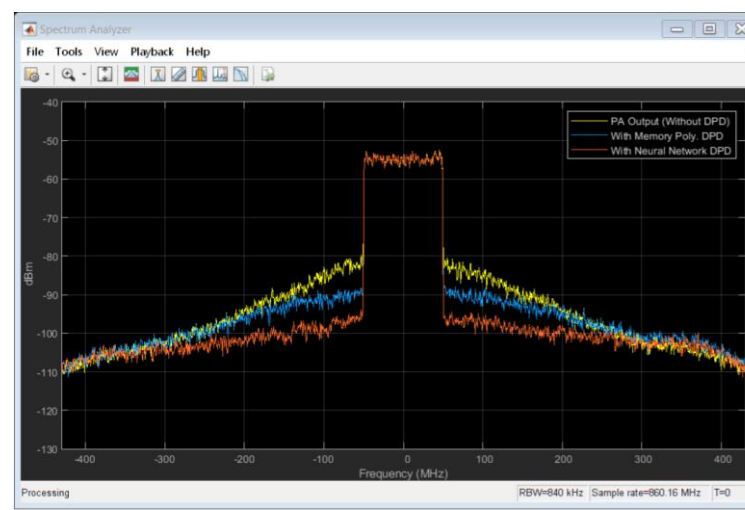 Spectrum Analyzer
File Tools View Playback Help
-40
-50
-60
-70
-80
-90
-100
-110
-120
-130
dBm
PA Output (Without DPD)
With Memory Poly. DPD
With Neural Network DPD
-400 -300 -200 -100 0 100 200 300 400
Frequency (MHz)
Processing RBW=840 kHz Sample rate=860.16 MHz T=0